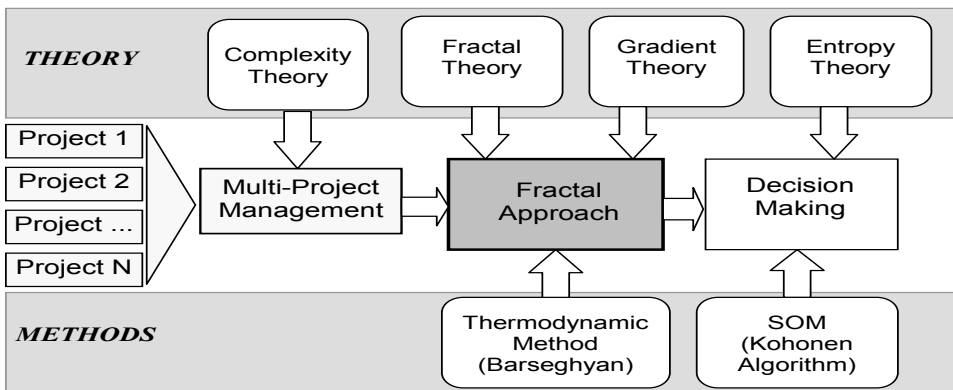 THEORY
Complexity
Theory
Fractal
Theory
Gradient
Theory
Entropy
Theory
Project 1
Project 2
Project ...
Project N
Multi-Project
Management
Fractal
Approach
Decision
Making
METHODS
Thermodynamic
Method
(Barseghyan)
SOM
(Kohonen
Algorithm)